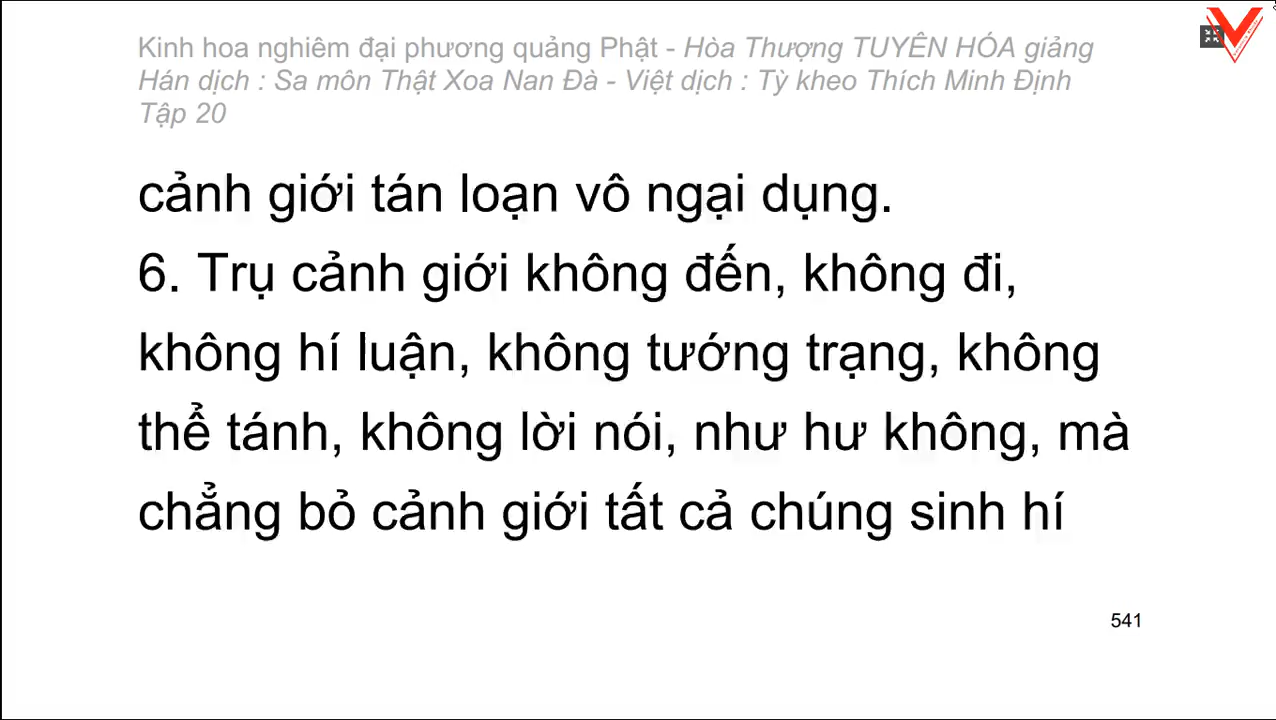 Kinh hoa nghiêm đại phương quảng Phật - Hòa Thượng TUYÊN HÓA giảng
Hán dịch : Sa môn Thật Xoa Nan Đà - Việt dịch : Tỳ kheo Thích Minh Định
Tập 20
cảnh giới tán loạn vô ngại dụng.
6. Trụ cảnh giới không đến, không đi,
không hí luận, không tướng trạng, không
thể tánh, không lời nói, như hư không, mà
chẳng bỏ cảnh giới tất cả chúng sinh hí
541